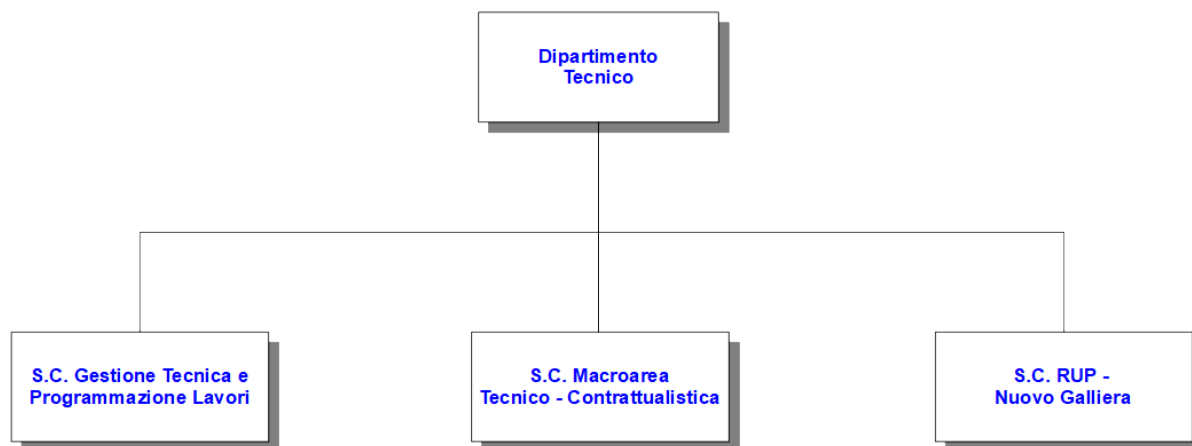 Dipartimento
Tecnico
S.C. Gestione Tecnica e
Programmazione Lavori
S.C. Macroarea
Tecnico - Contrattualistica
S.C. RUP -
Nuovo Galliera